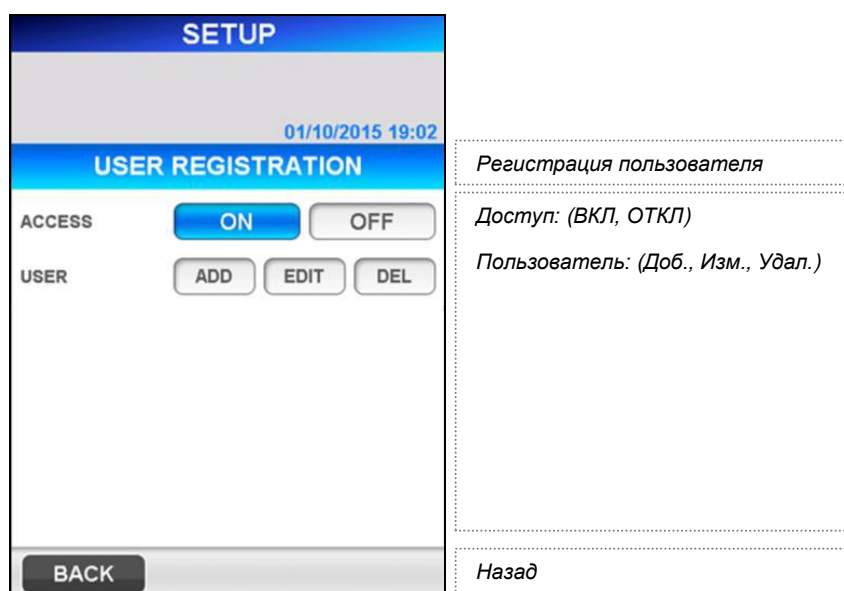 SETUP
01/10/2015 19:02
USER REGISTRATION
Регистрация пользователя
ACCESS ON OFF
Доступ: (ВКЛ, ОТКЛ)
USER ADD EDIT DEL
Пользователь: (Доб., Изм., Удал.)
BACK
Назад